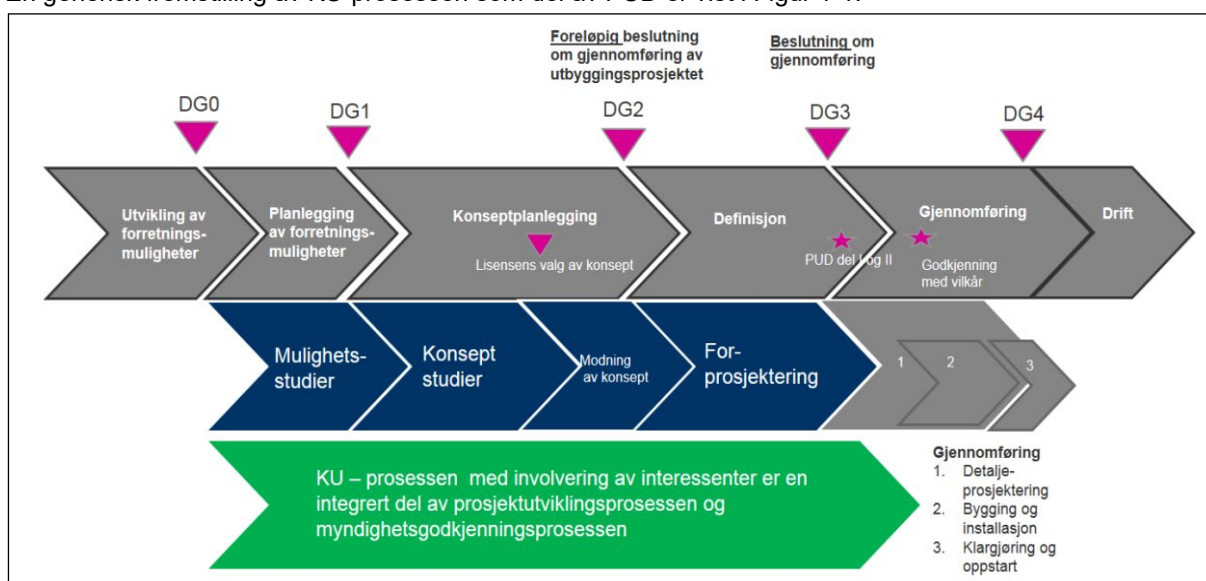 En generisk fremstilling av KU-prosessen som del av PUD er vist i Figur 1-1.
Foreløpig beslutning
om gjennomføring av
utbyggingsprosjektet
Beslutning om
gjennomføring
DG0
DG1
DG2
DG3
DG4
Utvikling av
forretnings-
muligheter
Planlegging
av forretnings-
muligheter
Konseptplanlegging
Lisensens valg av konsept
Definisjon
PUD del I og II
Gjennomføring
Godkjenning
med vilkår
Drift
Mulighets-
studier
Konsept
studier
Modning
av konsept
For-
prosjektering
1
2
3
KU – prosessen med involvering av interessenter er en
integrert del av prosjektutviklingsprosessen og
myndighetsgodkjenningsprosessen
Gjennomføring
1. Detalje-
prosjektering
2. Bygging og
installasjon
3. Klargjøring og
oppstart